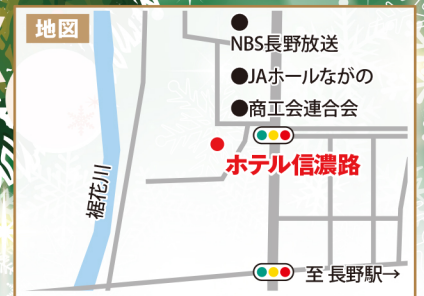 地図
●
NBS長野放送
●JAホールながの
●商工会連合会
●
ホテル信濃路
裾花川
至 長野駅→